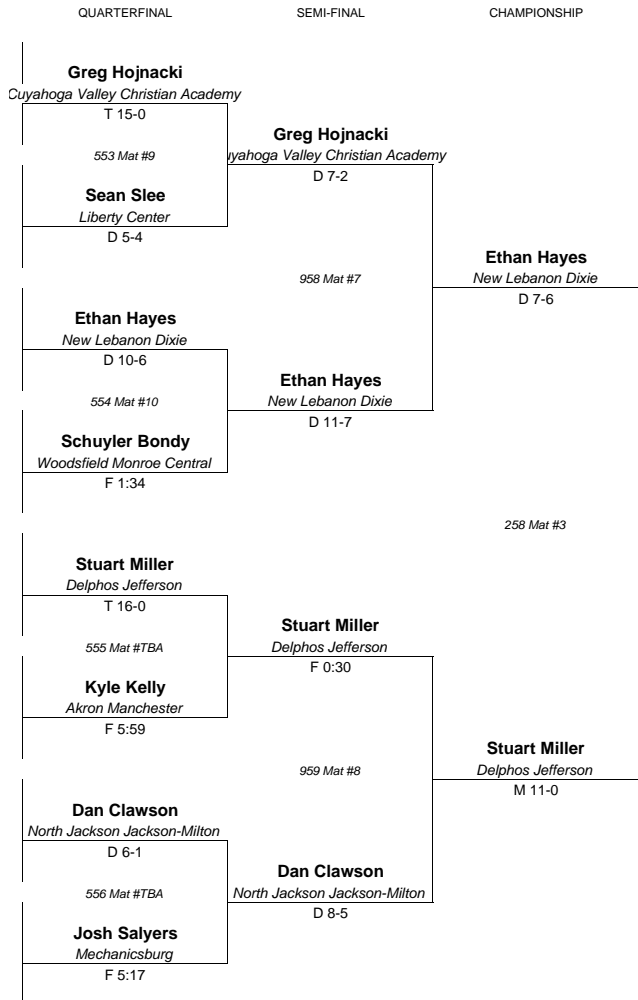 QUARTERFINAL SEMI-FINAL CHAMPIONSHIP
Greg Hojnacki
Cuyahoga Valley Christian Academy
T 15-0
553 Mat #9
Sean Slee
Liberty Center
D 5-4
Greg Hojnacki
uyahoga Valley Christian Academy
D 7-2
958 Mat #7
Ethan Hayes
New Lebanon Dixie
D 7-6
Ethan Hayes
New Lebanon Dixie
D 10-6
554 Mat #10
Schuyler Bondy
Woodsfield Monroe Central
F 1:34
Ethan Hayes
New Lebanon Dixie
D 11-7
258 Mat #3
Stuart Miller
Delphos Jefferson
T 16-0
555 Mat #TBA
Kyle Kelly
Akron Manchester
F 5:59
Stuart Miller
Delphos Jefferson
F 0:30
959 Mat #8
Stuart Miller
Delphos Jefferson
M 11-0
Dan Clawson
North Jackson Jackson-Milton
D 6-1
556 Mat #TBA
Josh Salyers
Mechanicsburg
F 5:17
Dan Clawson
North Jackson Jackson-Milton
D 8-5